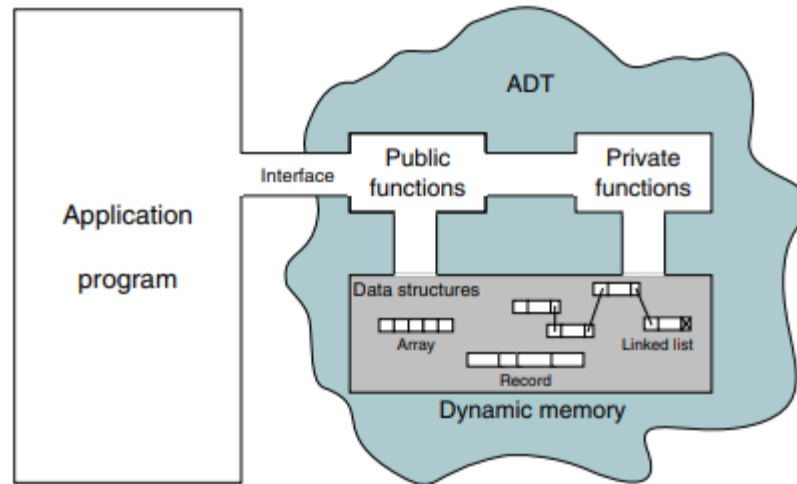 ADT
Application
program
Interface
Public
functions
Private
functions
Data structures
Array
Record
Linked list
Dynamic memory